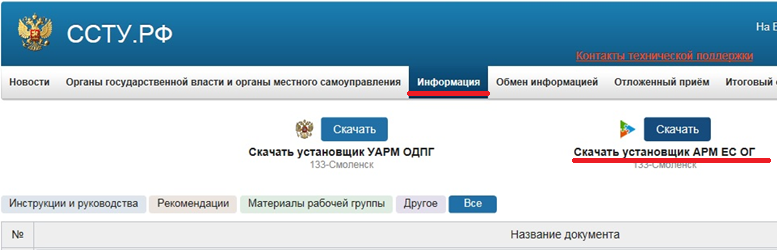 ССТУ.РФ
На
Контакты технической поддержки
Новости Органы государственной власти и органы местного самоуправления Информация Обмен информацией Отложенный приём Итоговый
Скачать Скачать
Скачать установщик УАРМ ОДПГ Скачать установщик АРМ ЕС ОГ
133-Смоленск 133-Смоленск
Инструкции и руководства Рекомендации Материалы рабочей группы Другое Все
№ Название документа